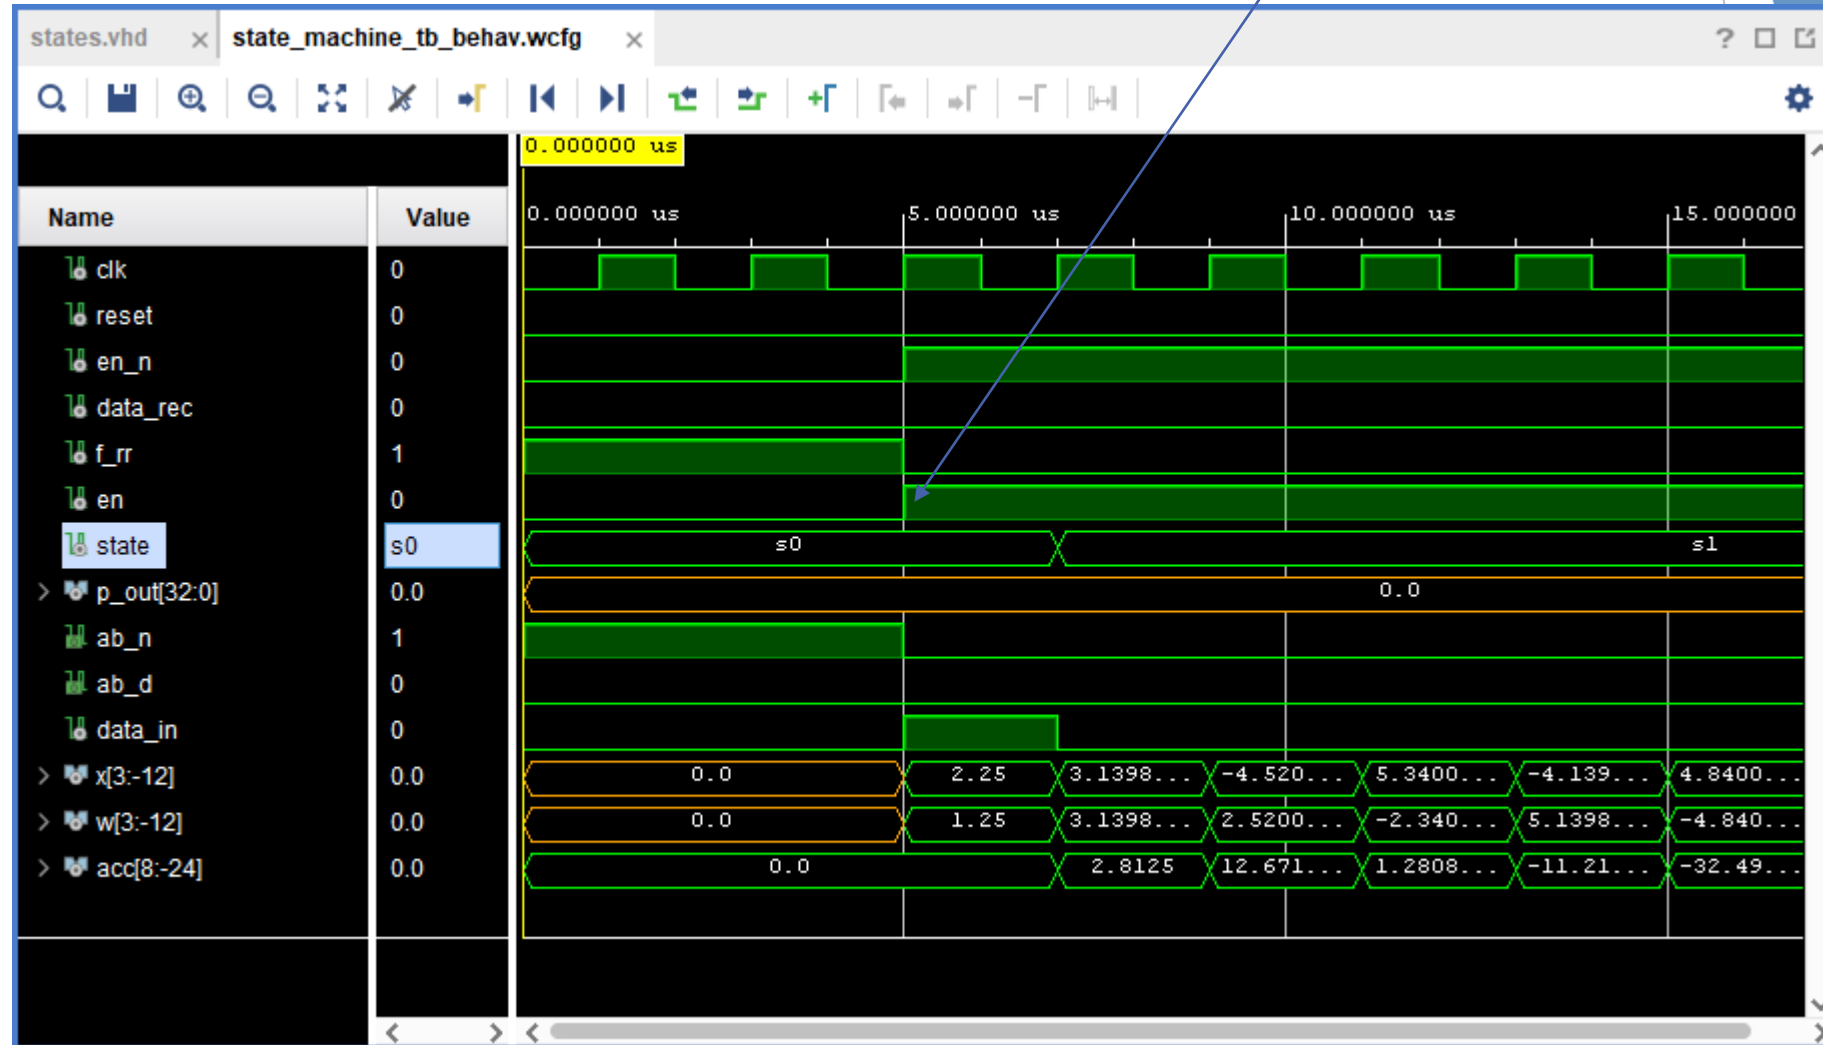 states.vhd × state_machine_tb_behav.wcfg ×
0.000000 us
Name Value 0.000000 us 5.000000 us 10.000000 us 15.000000
clk 0
reset 0
en_n 0
data_rec 0
f_rr 1
en 0
state s0 s0 s1
p_out[32:0] 0.0 0.0
ab_n 1
ab_d 0
data_in 0
x[3:-12] 0.0 0.0 2.25 3.1398... -4.520... 5.3400... -4.139... 4.8400...
w[3:-12] 0.0 0.0 1.25 3.1398... 2.5200... -2.340... 5.1398... -4.840...
acc[8:-24] 0.0 0.0 2.8125 12.671... 1.2808... -11.21... -32.49...